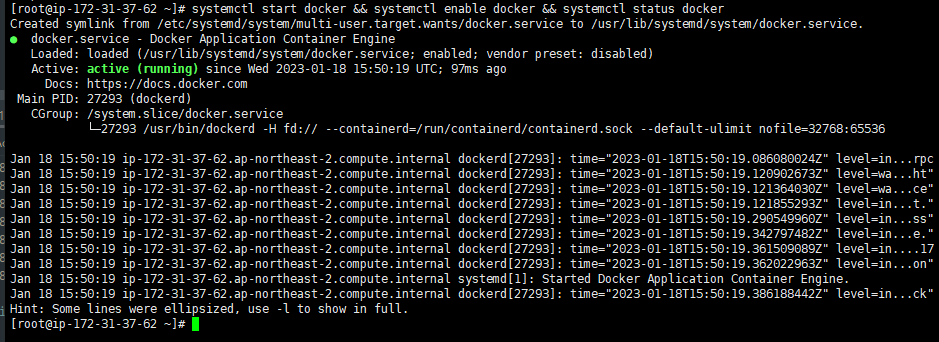 [root@ip-172-31-37-62 ~]# systemctl start docker && systemctl enable docker && systemctl status docker
Created symlink from /etc/systemd/system/multi-user.target.wants/docker.service to /usr/lib/systemd/system/docker.service.
● docker.service - Docker Application Container Engine
Loaded: loaded (/usr/lib/systemd/system/docker.service; enabled; vendor preset: disabled)
Active: active (running) since Wed 2023-01-18 15:50:19 UTC; 97ms ago
Docs: https://docs.docker.com
Main PID: 27293 (dockerd)
CGroup: /system.slice/docker.service
└─27293 /usr/bin/dockerd -H fd:// --containerd=/run/containerd/containerd.sock --default-ulimit nofile=32768:65536
Jan 18 15:50:19 ip-172-31-37-62.ap-northeast-2.compute.internal dockerd[27293]: time="2023-01-18T15:50:19.086080024Z" level=in...rpc
Jan 18 15:50:19 ip-172-31-37-62.ap-northeast-2.compute.internal dockerd[27293]: time="2023-01-18T15:50:19.120902673Z" level=wa...ht"
Jan 18 15:50:19 ip-172-31-37-62.ap-northeast-2.compute.internal dockerd[27293]: time="2023-01-18T15:50:19.121364030Z" level=wa...ce"
Jan 18 15:50:19 ip-172-31-37-62.ap-northeast-2.compute.internal dockerd[27293]: time="2023-01-18T15:50:19.121855293Z" level=in...t."
Jan 18 15:50:19 ip-172-31-37-62.ap-northeast-2.compute.internal dockerd[27293]: time="2023-01-18T15:50:19.290549960Z" level=in...ss"
Jan 18 15:50:19 ip-172-31-37-62.ap-northeast-2.compute.internal dockerd[27293]: time="2023-01-18T15:50:19.342797482Z" level=in...e."
Jan 18 15:50:19 ip-172-31-37-62.ap-northeast-2.compute.internal dockerd[27293]: time="2023-01-18T15:50:19.361509089Z" level=in....17
Jan 18 15:50:19 ip-172-31-37-62.ap-northeast-2.compute.internal dockerd[27293]: time="2023-01-18T15:50:19.362022963Z" level=in...on"
Jan 18 15:50:19 ip-172-31-37-62.ap-northeast-2.compute.internal systemd[1]: Started Docker Application Container Engine.
Jan 18 15:50:19 ip-172-31-37-62.ap-northeast-2.compute.internal dockerd[27293]: time="2023-01-18T15:50:19.386188442Z" level=in...ck"
Hint: Some lines were ellipsized, use -l to show in full.
[root@ip-172-31-37-62 ~]#